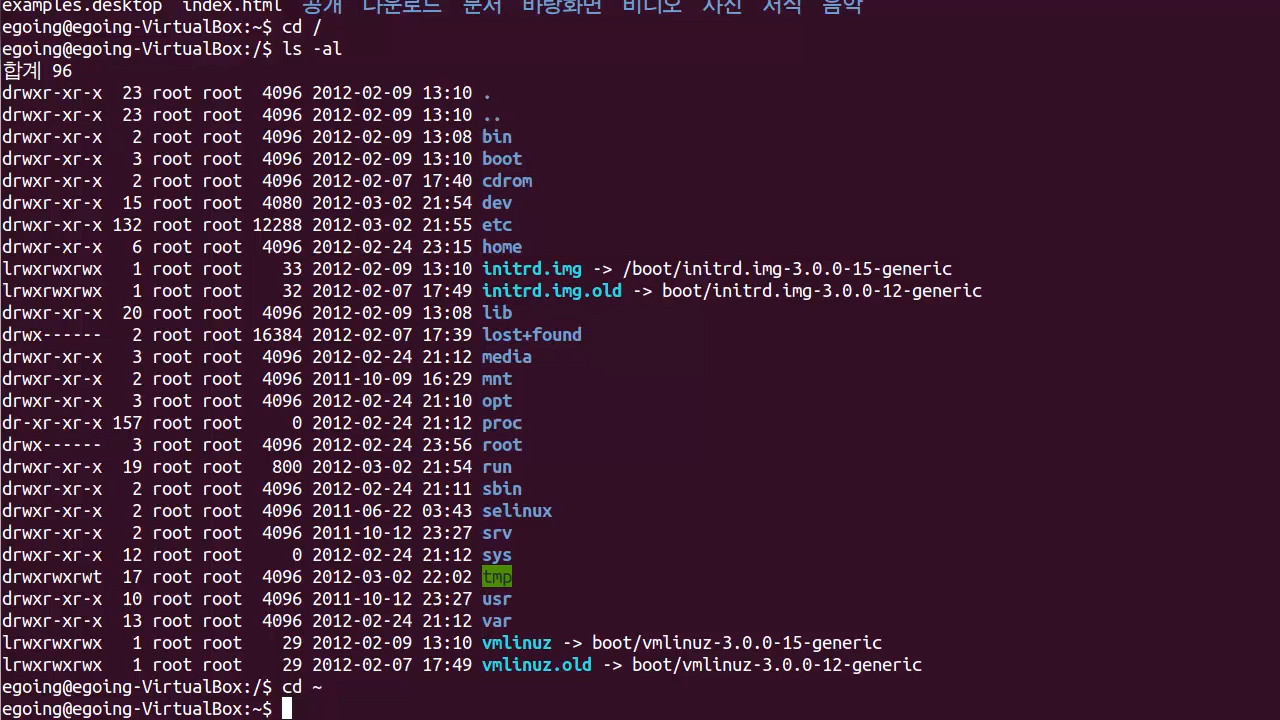 examples.desktop  index.html  공개  다운로드  문서  바탕화면  비디오  사진  서식  음악
egoing@egoing-VirtualBox:~$ cd /
egoing@egoing-VirtualBox:/$ ls -al
합계 96
drwxr-xr-x  23 root root  4096 2012-02-09 13:10 .
drwxr-xr-x  23 root root  4096 2012-02-09 13:10 ..
drwxr-xr-x   2 root root  4096 2012-02-09 13:08 bin
drwxr-xr-x   3 root root  4096 2012-02-09 13:10 boot
drwxr-xr-x   2 root root  4096 2012-02-07 17:40 cdrom
drwxr-xr-x  15 root root  4080 2012-03-02 21:54 dev
drwxr-xr-x 132 root root 12288 2012-03-02 21:55 etc
drwxr-xr-x   6 root root  4096 2012-02-24 23:15 home
lrwxrwxrwx   1 root root    33 2012-02-09 13:10 initrd.img -> /boot/initrd.img-3.0.0-15-generic
lrwxrwxrwx   1 root root    32 2012-02-07 17:49 initrd.img.old -> boot/initrd.img-3.0.0-12-generic
drwxr-xr-x  20 root root  4096 2012-02-09 13:08 lib
drwx------   2 root root 16384 2012-02-07 17:39 lost+found
drwxr-xr-x   3 root root  4096 2012-02-24 21:12 media
drwxr-xr-x   2 root root  4096 2011-10-09 16:29 mnt
drwxr-xr-x   3 root root  4096 2012-02-24 21:10 opt
dr-xr-xr-x 157 root root     0 2012-02-24 21:12 proc
drwx------   3 root root  4096 2012-02-24 23:56 root
drwxr-xr-x  19 root root   800 2012-03-02 21:54 run
drwxr-xr-x   2 root root  4096 2012-02-24 21:11 sbin
drwxr-xr-x   2 root root  4096 2011-06-22 03:43 selinux
drwxr-xr-x   2 root root  4096 2011-10-12 23:27 srv
drwxr-xr-x  12 root root     0 2012-02-24 21:12 sys
drwxrwxrwt  17 root root  4096 2012-03-02 22:02 tmp
drwxr-xr-x  10 root root  4096 2011-10-12 23:27 usr
drwxr-xr-x  13 root root  4096 2012-02-24 21:12 var
lrwxrwxrwx   1 root root    29 2012-02-09 13:10 vmlinuz -> boot/vmlinuz-3.0.0-15-generic
lrwxrwxrwx   1 root root    29 2012-02-07 17:49 vmlinuz.old -> boot/vmlinuz-3.0.0-12-generic
egoing@egoing-VirtualBox:/$ cd ~
egoing@egoing-VirtualBox:~$